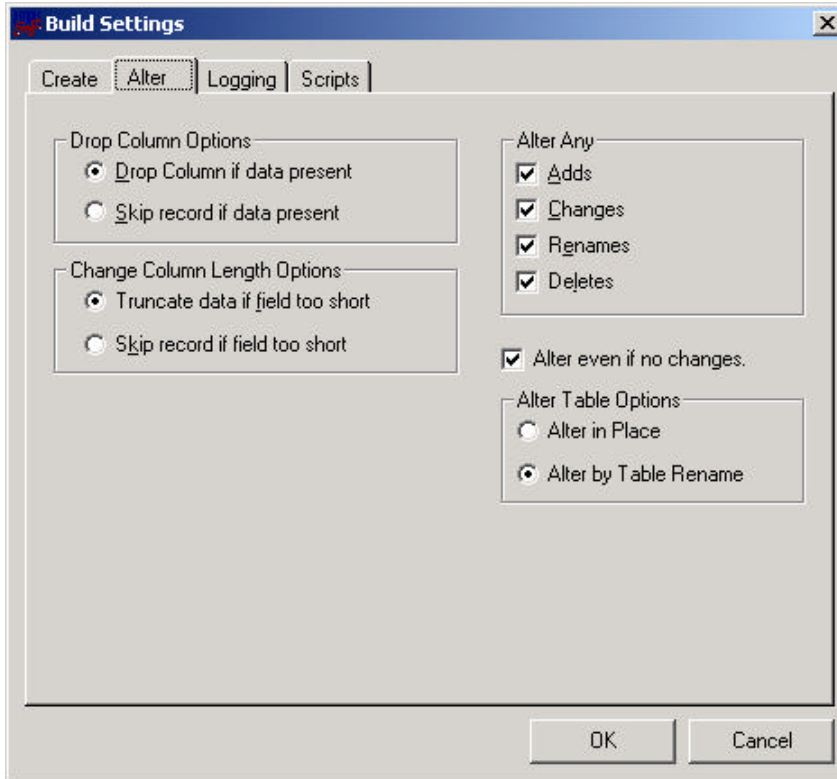 Build Settings
Create
Alter
Logging
Scripts
Drop Column Options
Drop Column if data present
Skip record if data present
Change Column Length Options
Truncate data if field too short
Skip record if field too short
Alter Any
Adds
Changes
Renames
Deletes
Alter even if no changes.
Alter Table Options
Alter in Place
Alter by Table Rename
OK
Cancel